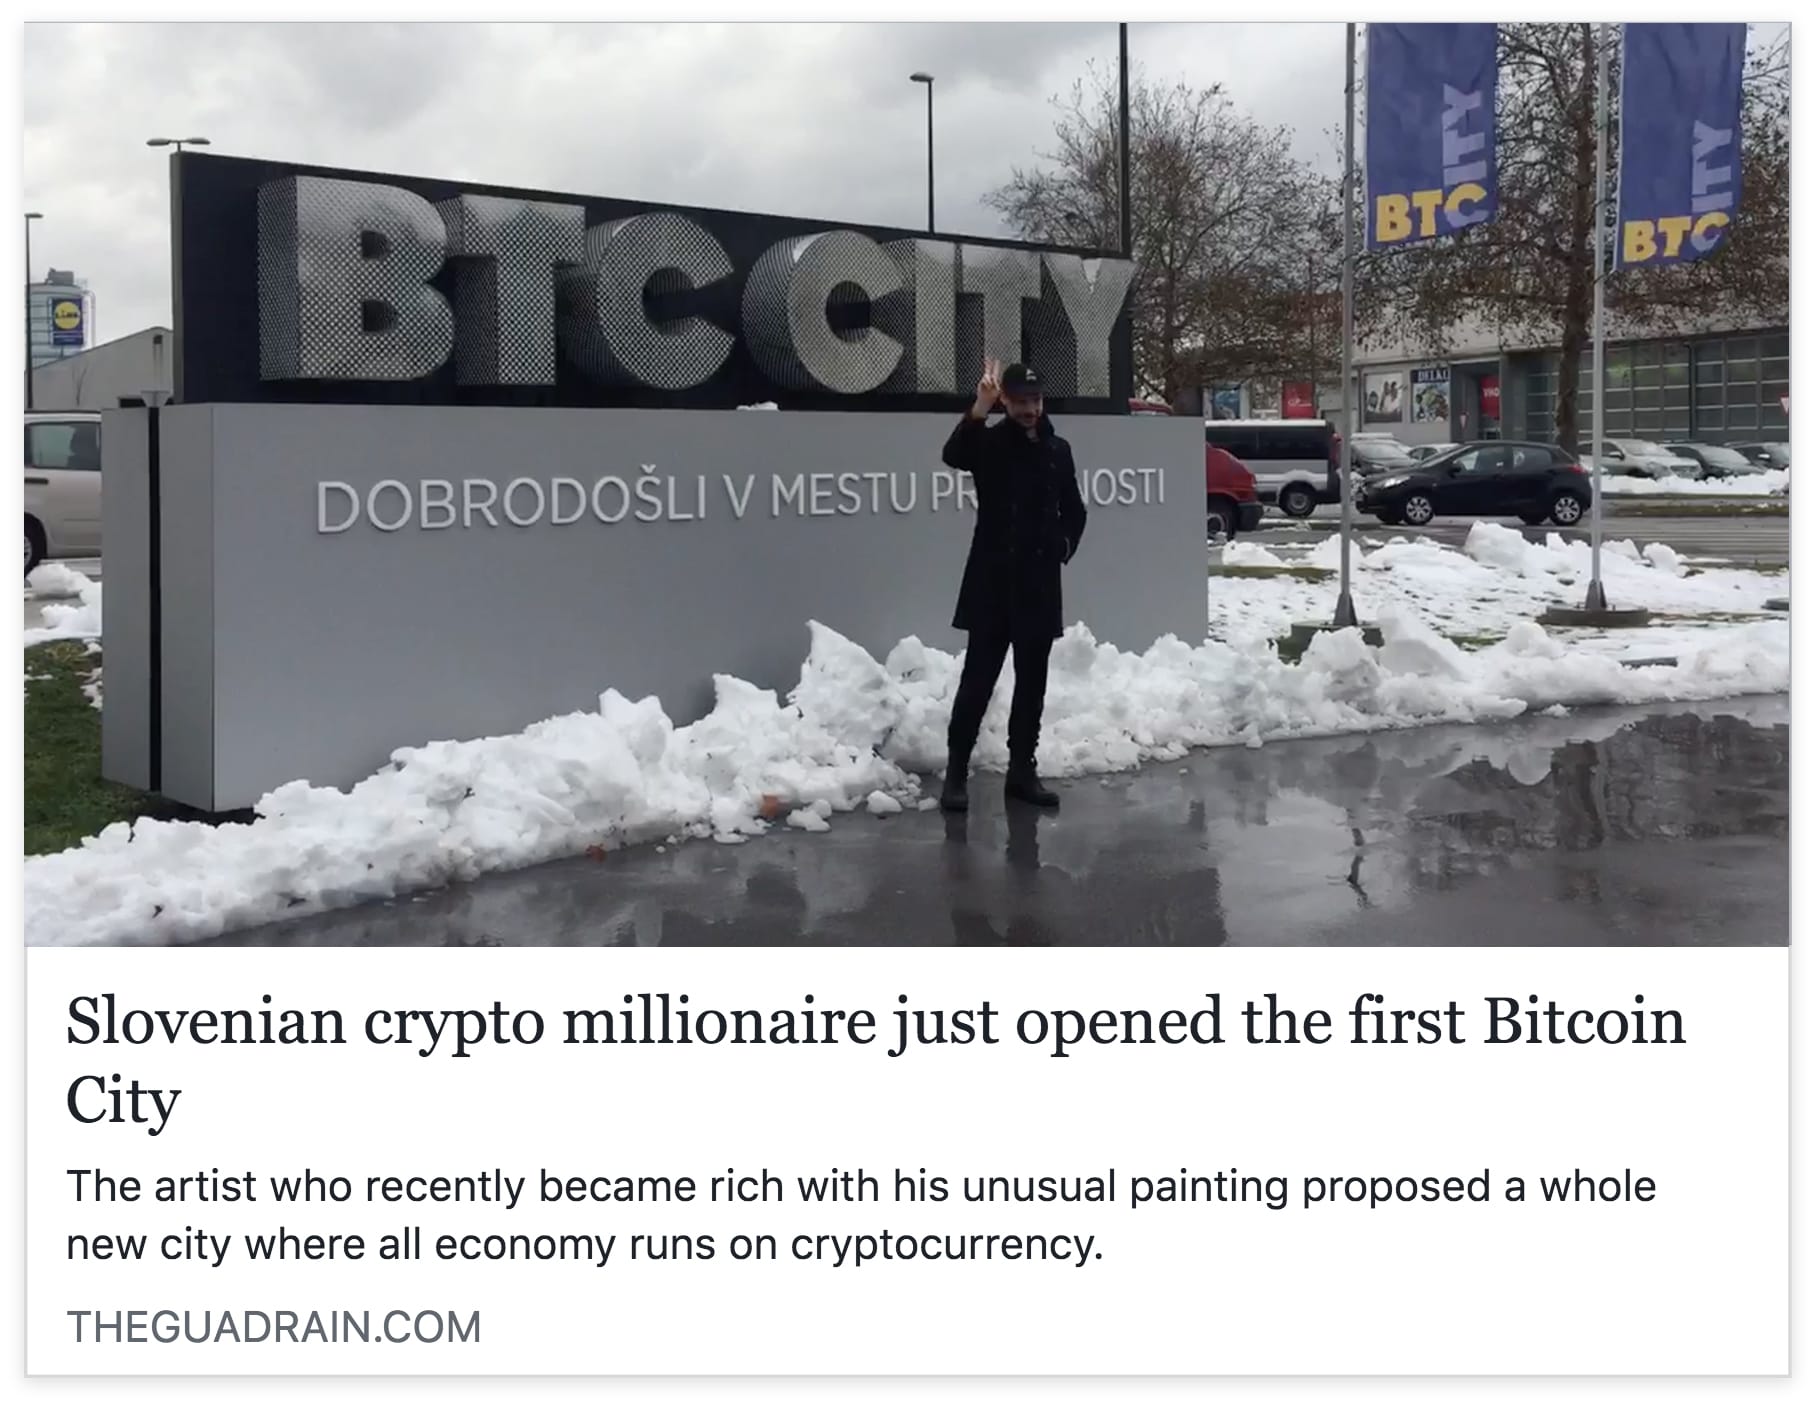 BTC CITY
BTC CITY
BTC CITY
LIDL
DELKO
DOBRODOŠLI V MESTU PR NOSTI
Slovenian crypto millionaire just opened the first Bitcoin
City
The artist who recently became rich with his unusual painting proposed a whole
new city where all economy runs on cryptocurrency.
THEGUADRAIN.COM